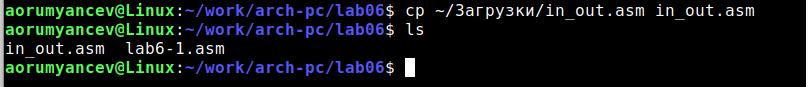 aorumyancev@Linux:~/work/arch-pc/lab06$ cp ~/Загрузки/in_out.asm in_out.asm
aorumyancev@Linux:~/work/arch-pc/lab06$ ls
in_out.asm  lab6-1.asm
aorumyancev@Linux:~/work/arch-pc/lab06$